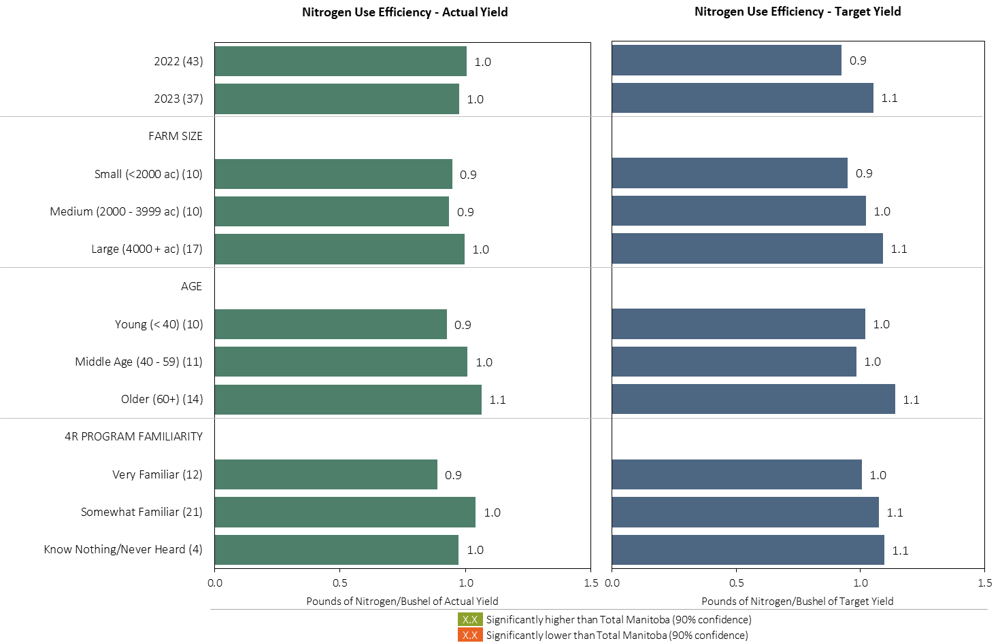 Nitrogen Use Efficiency - Actual Yield
Nitrogen Use Efficiency - Target Yield
2022 (43) 1.0 0.9
2023 (37) 1.0 1.1
FARM SIZE
Small (<2000 ac) (10) 0.9 0.9
Medium (2000 - 3999 ac) (10) 0.9 1.0
Large (4000 + ac) (17) 1.0 1.1
AGE
Young (< 40) (10) 0.9 1.0
Middle Age (40 - 59) (11) 1.0 1.0
Older (60+) (14) 1.1 1.1
4R PROGRAM FAMILIARITY
Very Familiar (12) 0.9 1.0
Somewhat Familiar (21) 1.0 1.1
Know Nothing/Never Heard (4) 1.0 1.1
0.0 0.5 1.0 1.5 0.0 0.5 1.0 1.5
Pounds of Nitrogen/Bushel of Actual Yield
Pounds of Nitrogen/Bushel of Target Yield
X.X Significantly higher than Total Manitoba (90% confidence)
X.X Significantly lower than Total Manitoba (90% confidence)